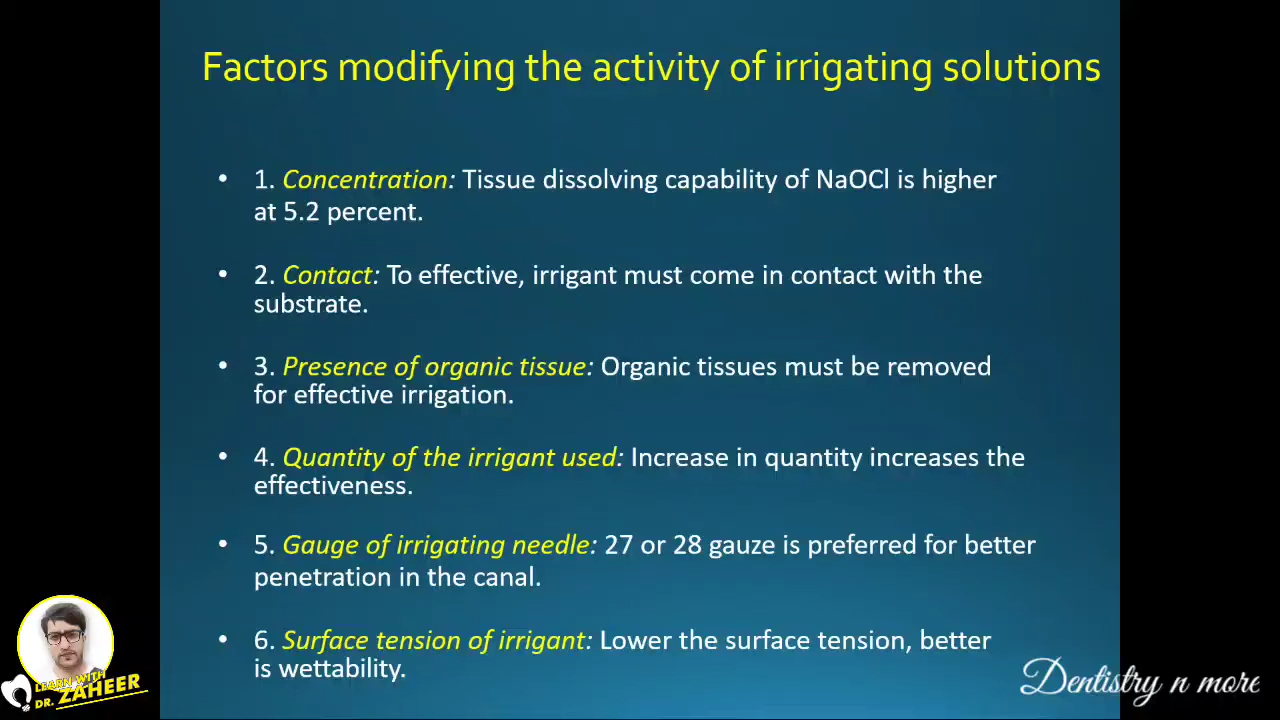 Factors modifying the activity of irrigating solutions
• 1. Concentration: Tissue dissolving capability of NaOCl is higher
at 5.2 percent.
• 2. Contact: To effective, irrigant must come in contact with the
substrate.
• 3. Presence of organic tissue: Organic tissues must be removed
for effective irrigation.
• 4. Quantity of the irrigant used: Increase in quantity increases the
effectiveness.
• 5. Gauge of irrigating needle: 27 or 28 gauze is preferred for better
penetration in the canal.
• 6. Surface tension of irrigant: Lower the surface tension, better
is wettability.
LEARN WITH
DR. ZAHEER
Dentistry n more